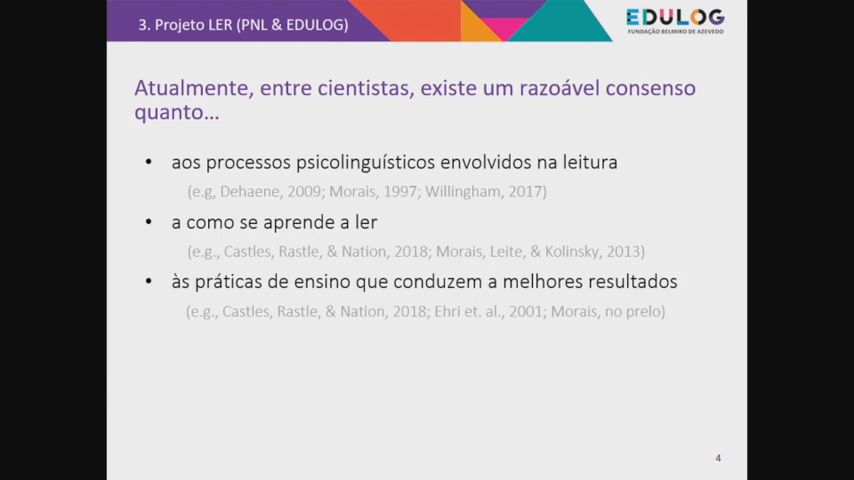 3. Projeto LER (PNL & EDULOG)
EDULOG
FUNDAÇÃO BELMIRO DE AZEVEDO
Atualmente, entre cientistas, existe um razoável consenso
quanto...
• aos processos psicolinguísticos envolvidos na leitura
(e.g, Dehaene, 2009; Morais, 1997; Willingham, 2017)
• a como se aprende a ler
(e.g., Castles, Rastle, & Nation, 2018; Morais, Leite, & Kolinsky, 2013)
• às práticas de ensino que conduzem a melhores resultados
(e.g., Castles, Rastle, & Nation, 2018; Ehri et. al., 2001; Morais, no prelo)
4